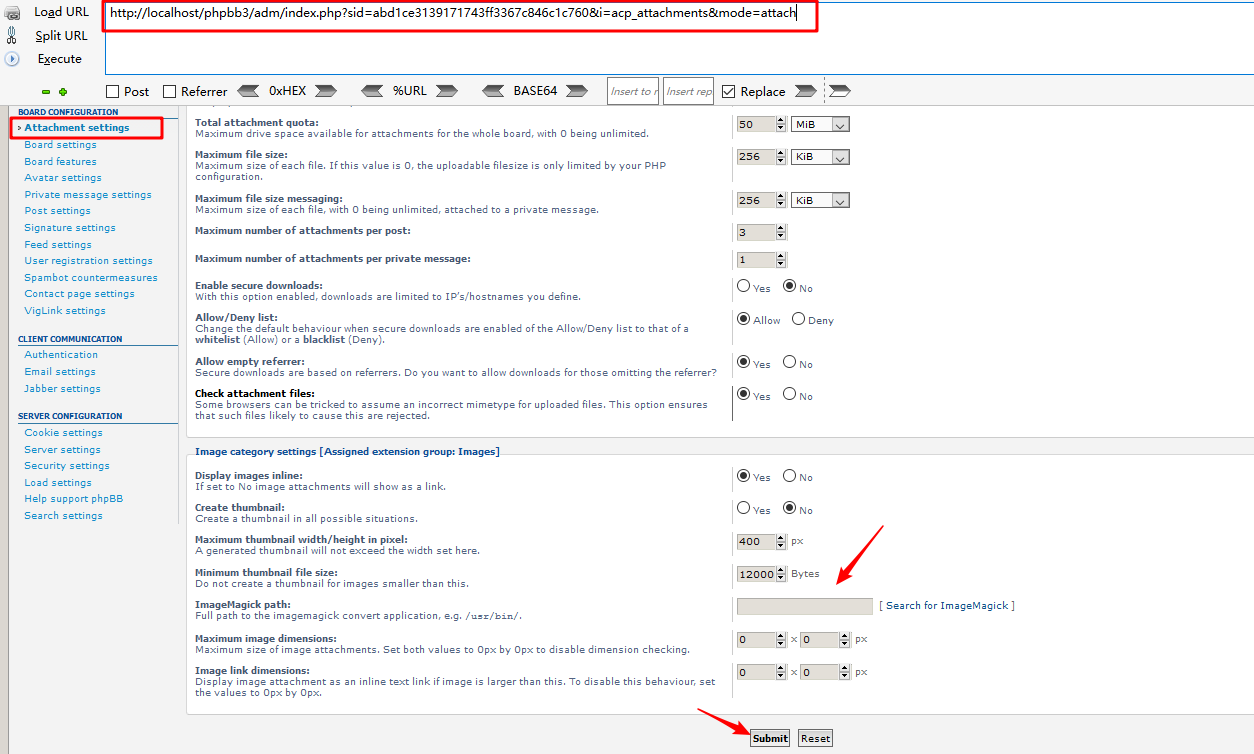 Load URL
http://localhost/phpbb3/adm/index.php?sid=abd1ce3139171743ff3367c846c1c760&i=acp_attachments&mode=attach
Split URL
Execute
Post Referrer 0xHEX %URL BASE64 Insert to r Insert rep Replace
BOARD CONFIGURATION
Attachment settings
Board settings
Board features
Avatar settings
Private message settings
Post settings
Signature settings
Feed settings
User registration settings
Spambot countermeasures
Contact page settings
VigLink settings
CLIENT COMMUNICATION
Authentication
Email settings
Jabber settings
SERVER CONFIGURATION
Cookie settings
Server settings
Security settings
Load settings
Help support phpBB
Search settings
Total attachment quota:
Maximum drive space available for attachments for the whole board, with 0 being unlimited.
50 MiB
Maximum file size:
Maximum size of each file. If this value is 0, the uploadable filesize is only limited by your PHP
configuration.
256 KiB
Maximum file size messaging:
Maximum size of each file, with 0 being unlimited, attached to a private message.
256 KiB
Maximum number of attachments per post:
3
Maximum number of attachments per private message:
1
Enable secure downloads:
With this option enabled, downloads are limited to IP's/hostnames you define.
Yes No
Allow/Deny list:
Change the default behaviour when secure downloads are enabled of the Allow/Deny list to that of a
whitelist (Allow) or a blacklist (Deny).
Allow Deny
Allow empty referrer:
Secure downloads are based on referrers. Do you want to allow downloads for those omitting the referrer?
Yes No
Check attachment files:
Some browsers can be tricked to assume an incorrect mimetype for uploaded files. This option ensures
that such files likely to cause this are rejected.
Yes No
Image category settings [Assigned extension group: Images]
Display images inline:
If set to No image attachments will show as a link.
Yes No
Create thumbnail:
Create a thumbnail in all possible situations.
Yes No
Maximum thumbnail width/height in pixel:
A generated thumbnail will not exceed the width set here.
400 px
Minimum thumbnail file size:
Do not create a thumbnail for images smaller than this.
12000 Bytes
ImageMagick path:
Full path to the imagemagick convert application, e.g. /usr/bin/.
[ Search for ImageMagick ]
Maximum image dimensions:
Maximum size of image attachments. Set both values to 0px by 0px to disable dimension checking.
0 x 0 px
Image link dimensions:
Display image attachment as an inline text link if image is larger than this. To disable this behaviour, set
the values to 0px by 0px.
0 x 0 px
Submit Reset